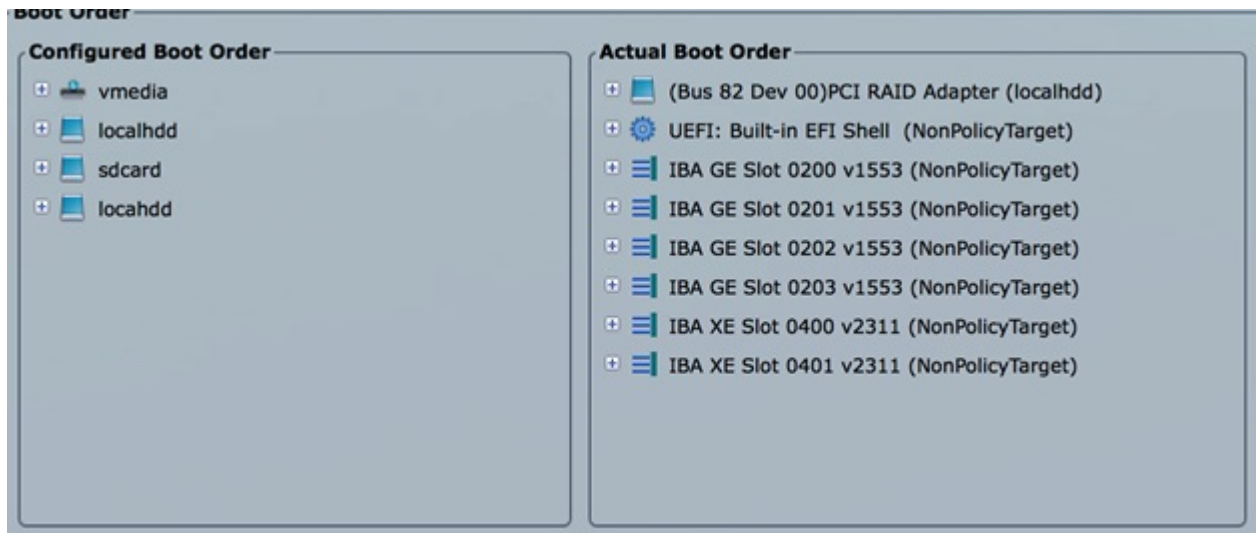 Boot Order
Configured Boot Order
vmedia
localhdd
sdcard
locahdd
Actual Boot Order
(Bus 82 Dev 00)PCI RAID Adapter (localhdd)
UEFI: Built-in EFI Shell (NonPolicyTarget)
IBA GE Slot 0200 v1553 (NonPolicyTarget)
IBA GE Slot 0201 v1553 (NonPolicyTarget)
IBA GE Slot 0202 v1553 (NonPolicyTarget)
IBA GE Slot 0203 v1553 (NonPolicyTarget)
IBA XE Slot 0400 v2311 (NonPolicyTarget)
IBA XE Slot 0401 v2311 (NonPolicyTarget)